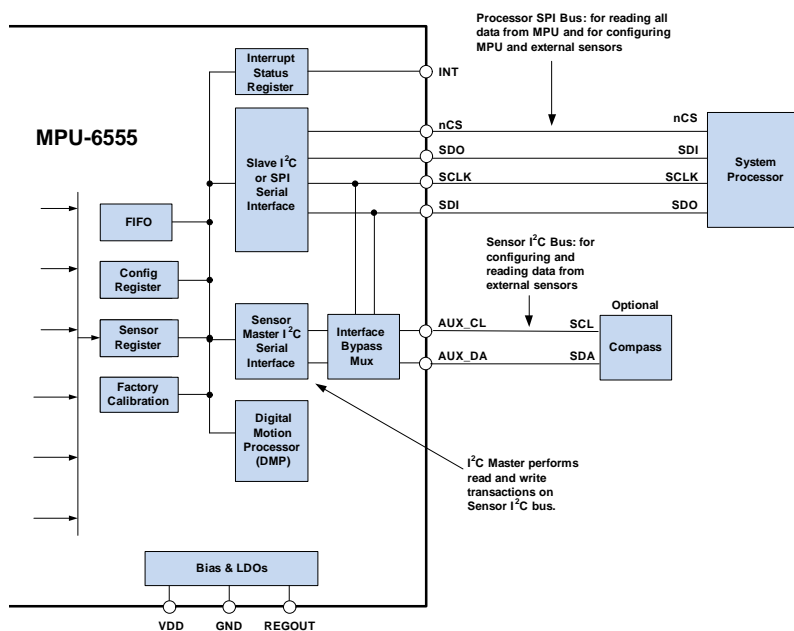 Processor SPI Bus: for reading all
data from MPU and for configuring
MPU and external sensors
MPU-6555
Interrupt
Status
Register
INT
Slave I²C
or SPI
Serial
Interface
nCS
SDO
SCLK
SDI
nCS
SDI
SCLK
SDO
System
Processor
FIFO
Config
Register
Sensor
Register
Factory
Calibration
Sensor
Master I²C
Serial
Interface
Interface
Bypass
Mux
Digital
Motion
Processor
(DMP)
Sensor I²C Bus: for
configuring and
reading data from
external sensors
AUX_CL
AUX_DA
SCL
SDA
Optional
Compass
I²C Master performs
read and write
transactions on
Sensor I²C bus.
Bias & LDOs
VDD
GND
REGOUT